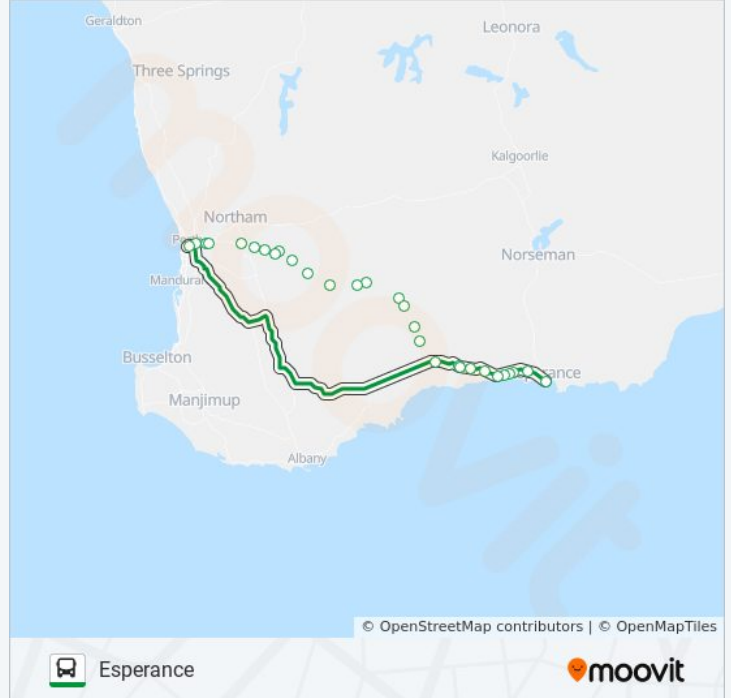 Geraldton
Leonora
Three Springs
Kalgoorlie
Northam
Norseman
Mandurah
Busselton
Manjimup
Albany
© OpenStreetMap contributors | © OpenMapTiles
Esperance
moovit